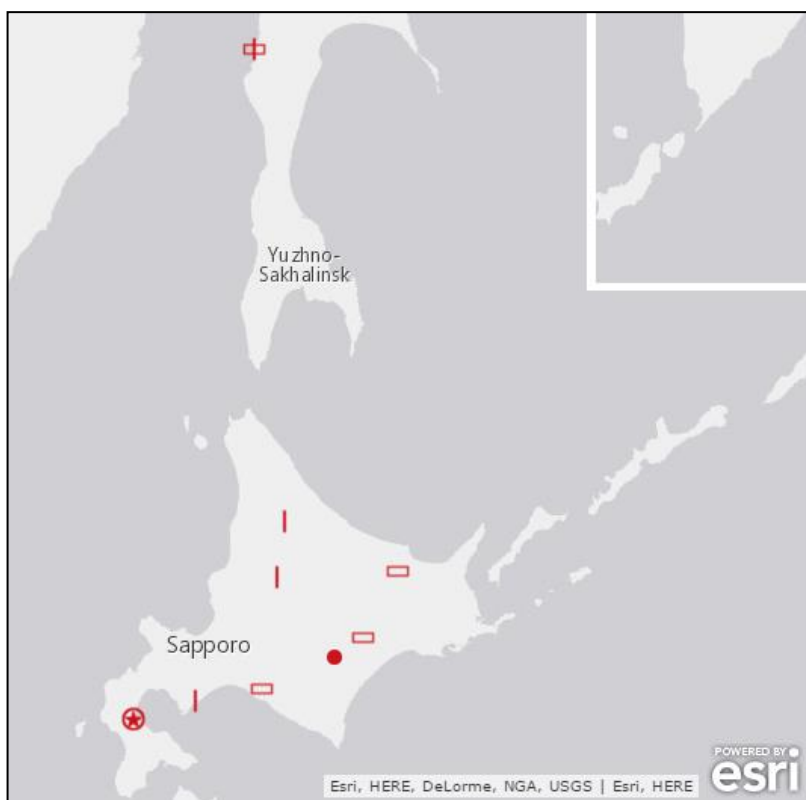 Yuzhno-
Sakhalinsk
Sapporo
POWERED BY
esri
Esri, HERE, DeLorme, NGA, USGS | Esri, HERE